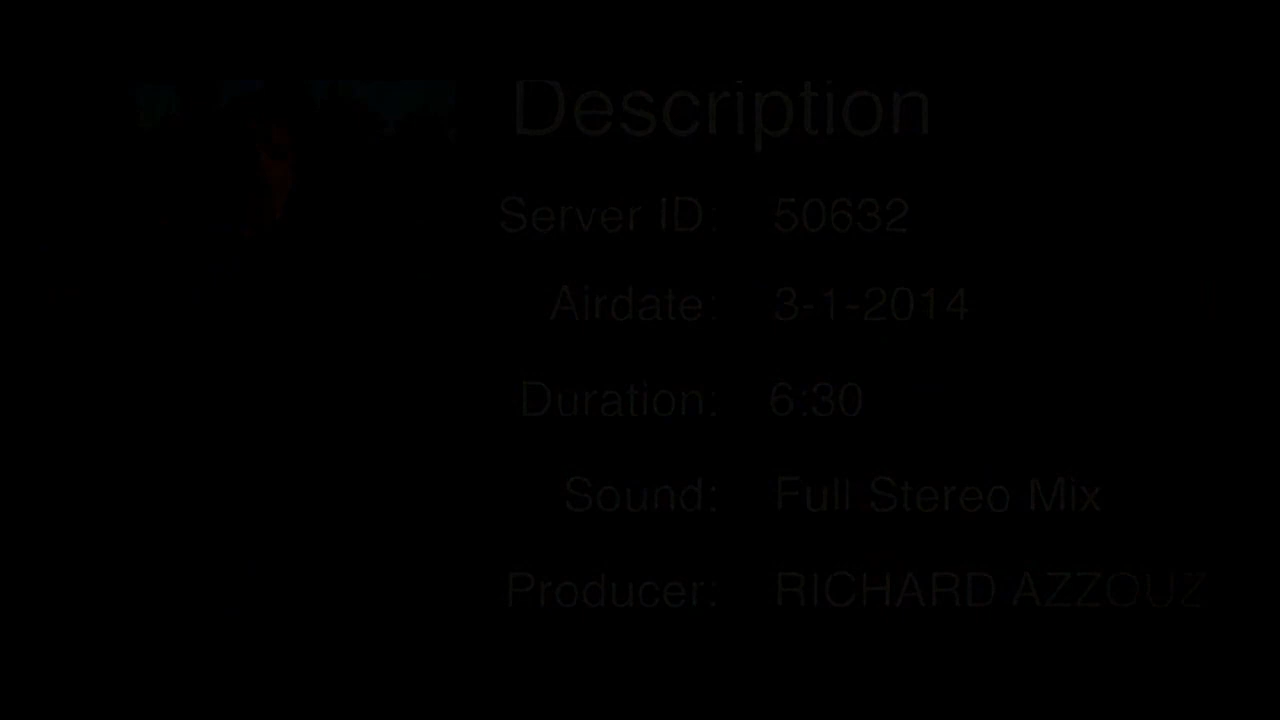 Description
Server ID: 50632
Airdate: 3-1-2014
Duration: 6:30
Sound: Full Stereo Mix
Producer: RICHARD AZZOUZ